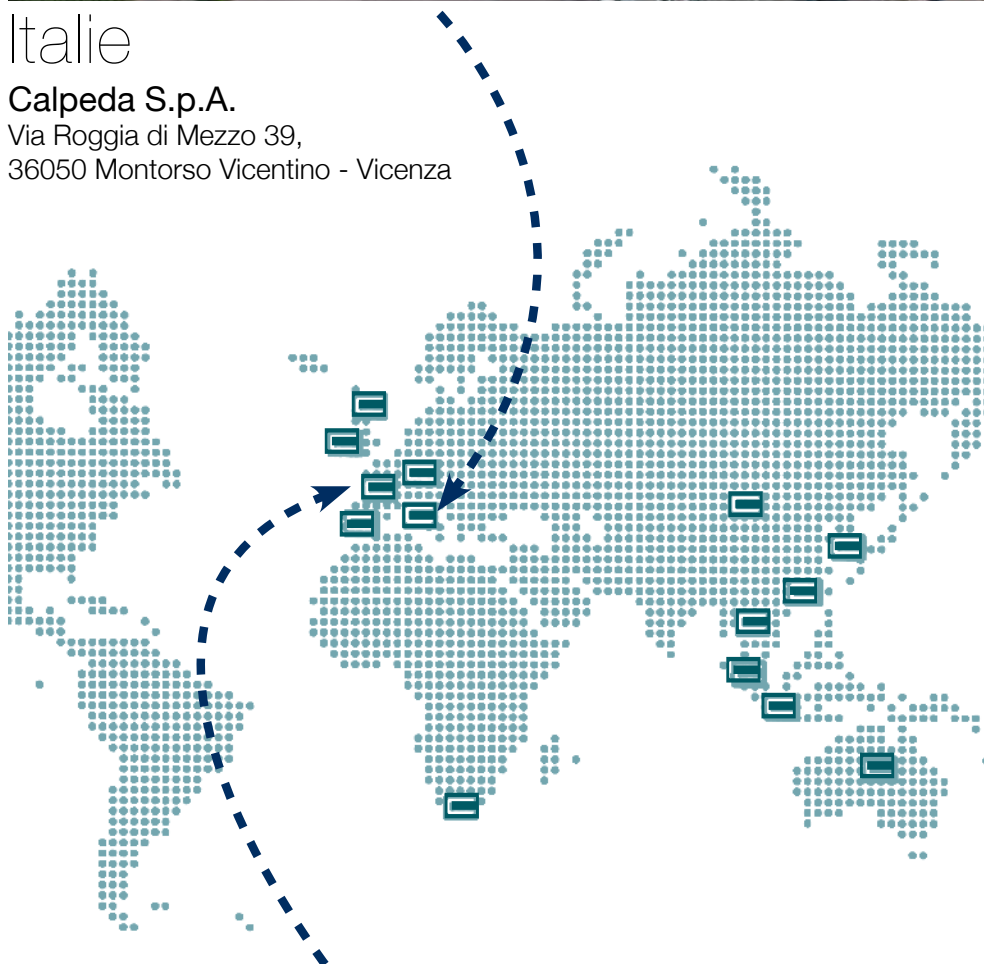 Italie
Calpeda S.p.A.
Via Roggia di Mezzo 39,
36050 Montorso Vicentino - Vicenza